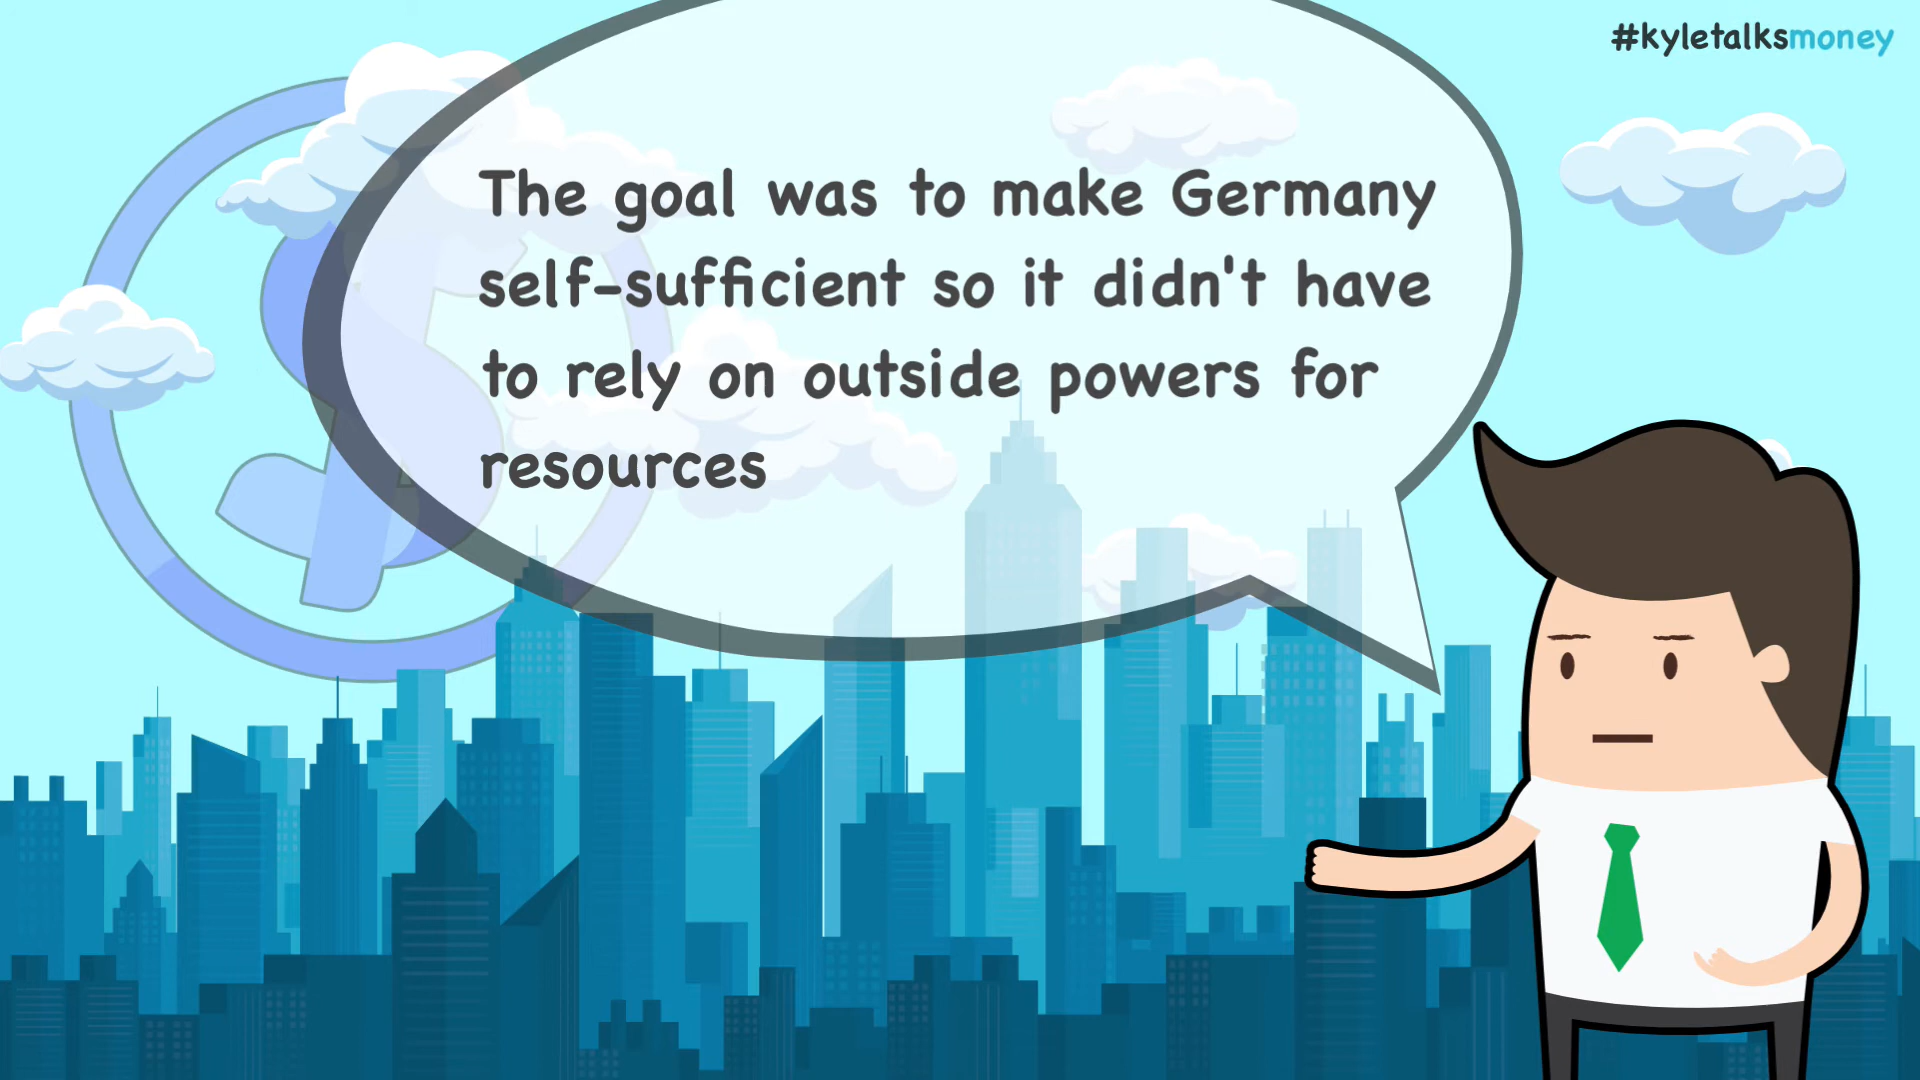 #kyletalksmoney
The goal was to make Germany
self-sufficient so it didn't have
to rely on outside powers for
resources